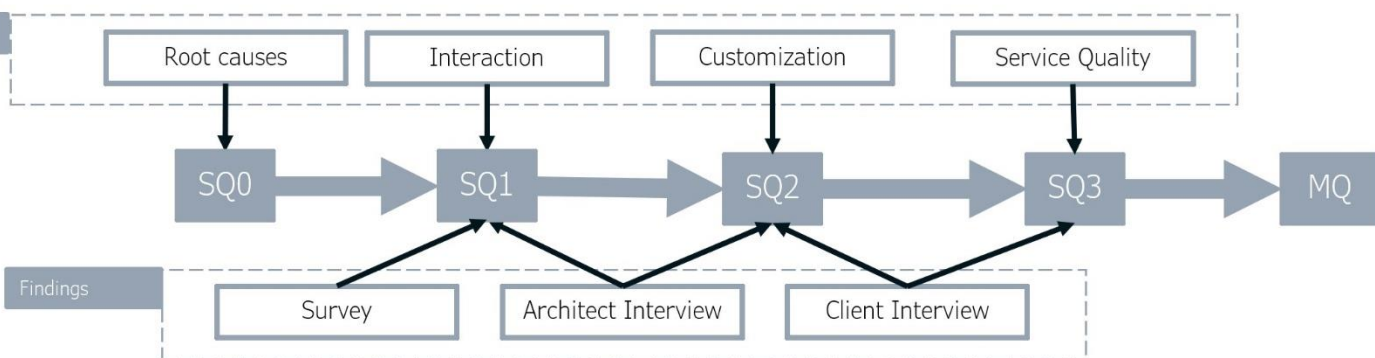 Root causes
Interaction
Customization
Service Quality
SQ0
SQ1
SQ2
SQ3
MQ
Findings
Survey
Architect Interview
Client Interview